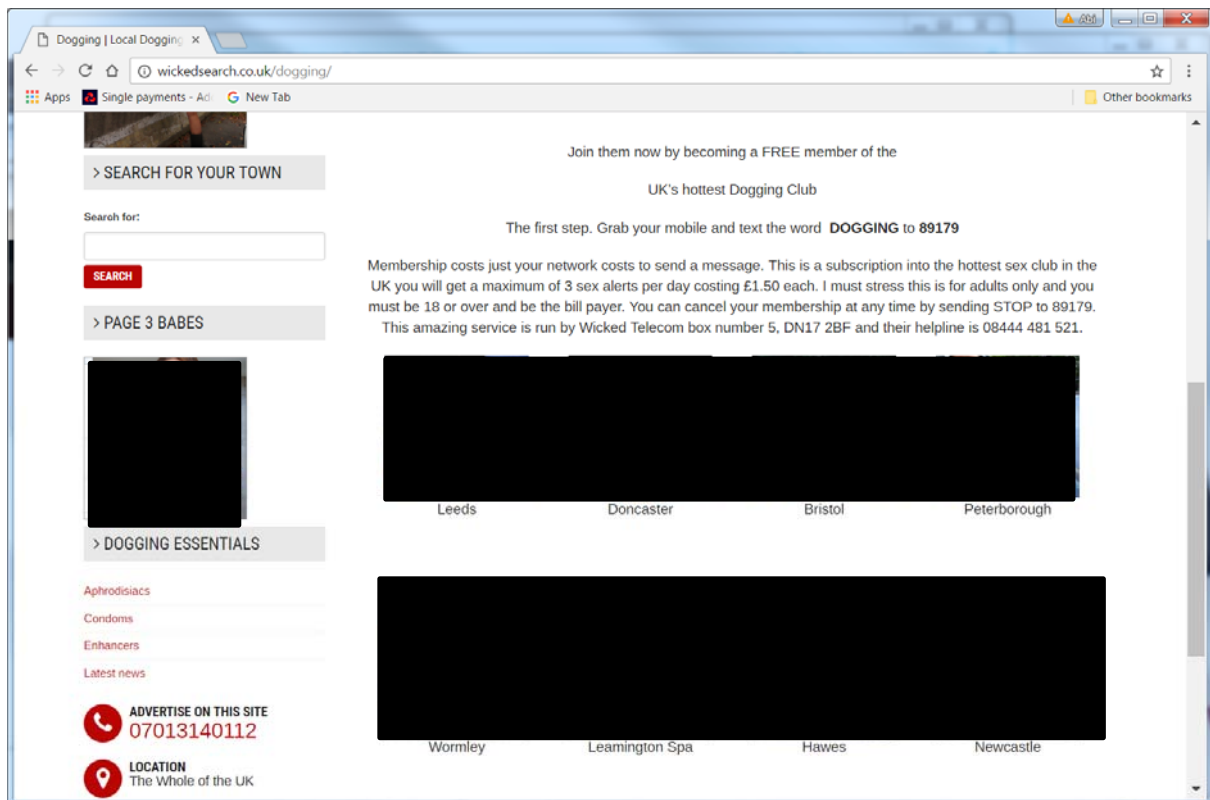 Abi
Dogging | Local Dogging
wickedsearch.co.uk/dogging/
Apps Single payments - Ad G New Tab Other bookmarks
> SEARCH FOR YOUR TOWN
Search for:
SEARCH
> PAGE 3 BABES
> DOGGING ESSENTIALS
Aphrodisiacs
Condoms
Enhancers
Latest news
ADVERTISE ON THIS SITE
07013140112
LOCATION
The Whole of the UK
Join them now by becoming a FREE member of the
UK's hottest Dogging Club
The first step. Grab your mobile and text the word DOGGING to 89179
Membership costs just your network costs to send a message. This is a subscription into the hottest sex club in the
UK you will get a maximum of 3 sex alerts per day costing £1.50 each. I must stress this is for adults only and you
must be 18 or over and be the bill payer. You can cancel your membership at any time by sending STOP to 89179.
This amazing service is run by Wicked Telecom box number 5, DN17 2BF and their helpline is 08444 481 521.
Leeds Doncaster Bristol Peterborough
Wormley Leamington Spa Hawes Newcastle